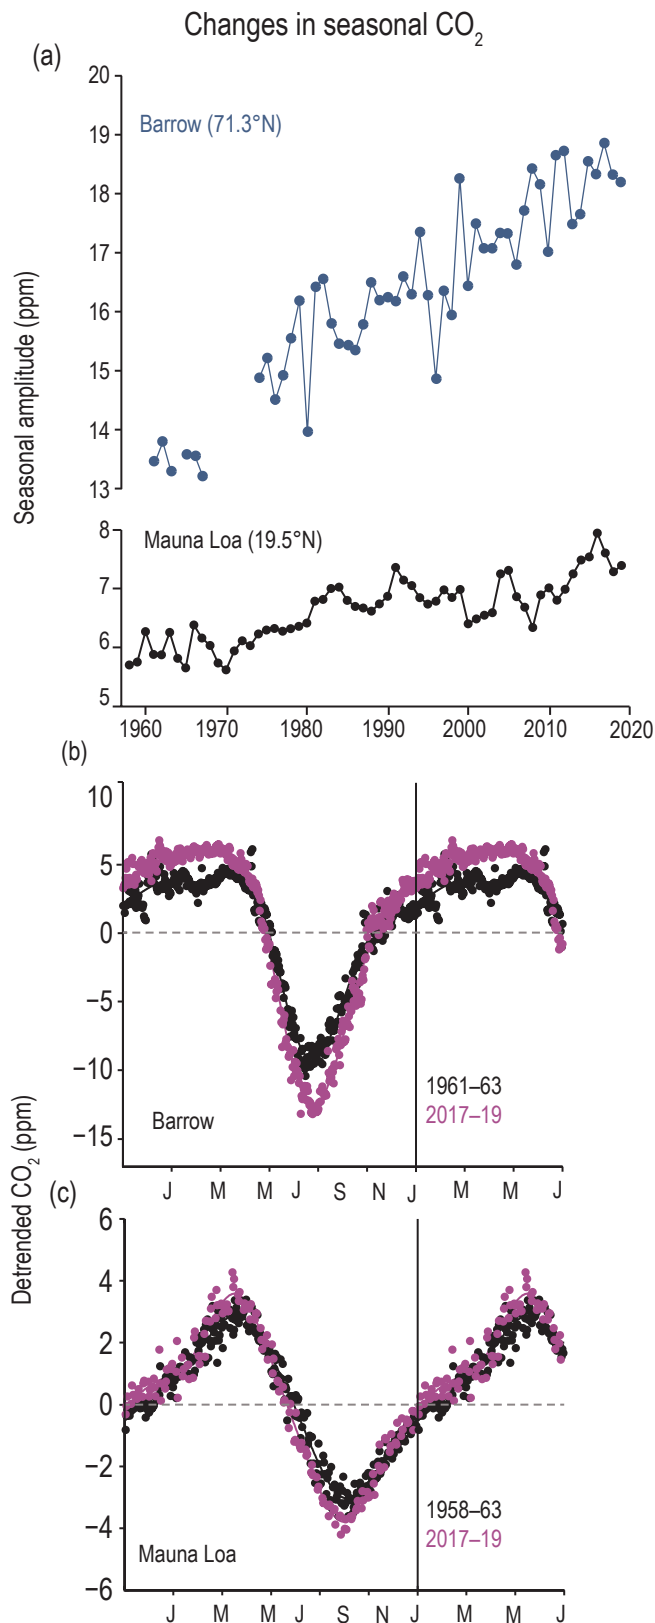 Changes in seasonal CO₂
(a)
Seasonal amplitude (ppm)
20
19
18
17
16
15
14
13
Barrow (71.3°N)
8
7
6
5
Mauna Loa (19.5°N)
1960 1970 1980 1990 2000 2010 2020
(b)
Detrended CO₂ (ppm)
10
5
0
−5
−10
−15
1961–63
2017–19
Barrow
J M M J S N J M M J
(c)
6
4
2
0
−2
−4
−6
1958–63
2017–19
Mauna Loa
J M M J S N J M M J